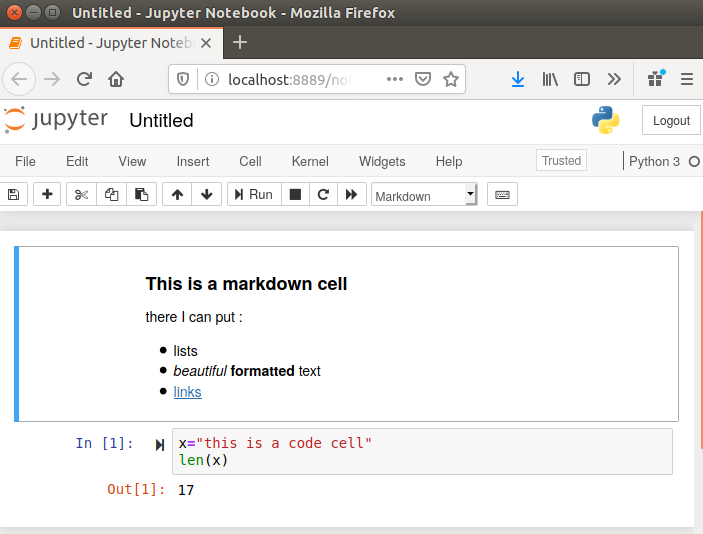 Untitled - Jupyter Notebook - Mozilla Firefox
Untitled - Jupyter Noteb
localhost:8889/no
jupyter Untitled Logout
File Edit View Insert Cell Kernel Widgets Help Trusted Python 3
Run Markdown
This is a markdown cell
there I can put :
lists
beautiful formatted text
links
In [1]: x="this is a code cell"
len(x)
Out[1]: 17